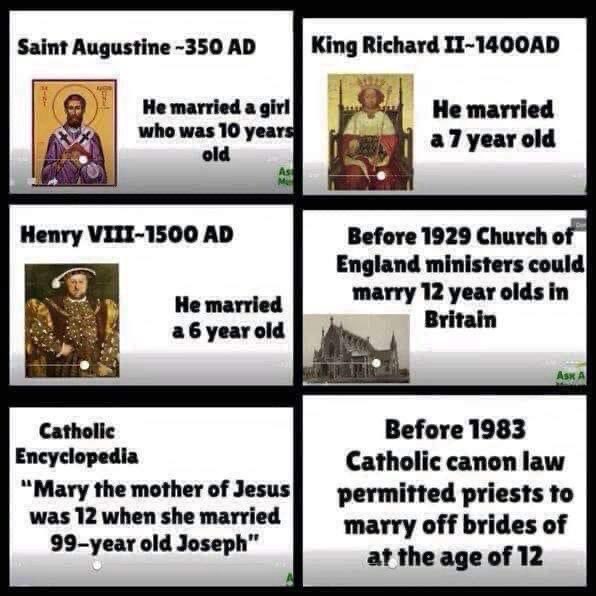 Saint Augustine ~350 AD
He married a girl
who was 10 years
old
King Richard II~1400AD
He married
a 7 year old
Henry VIII~1500 AD
He married
a 6 year old
Before 1929 Church of
England ministers could
marry 12 year olds in
Britain
ASK A
Catholic
Encyclopedia
"Mary the mother of Jesus
was 12 when she married
99-year old Joseph"
Before 1983
Catholic canon law
permitted priests to
marry off brides of
at the age of 12